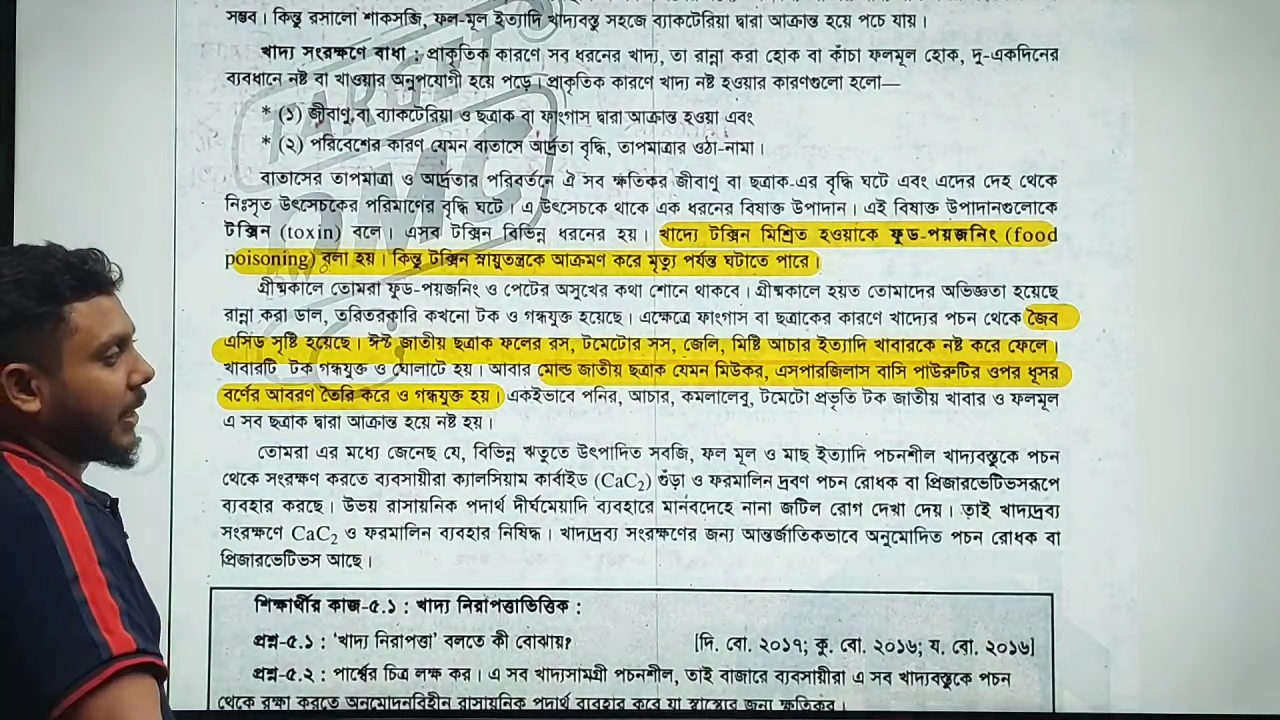 সম্ভব। কিন্তু রসালো শাকসজি, ফল-মূল ইত্যাদি খাদ্যবস্তু সহজে ব্যাকটেরিয়া দ্বারা আক্রান্ত হয়ে পচে যায়।
খাদ্য সংরক্ষণে বাধা : প্রাকৃতিক কারণে সব ধরনের খাদ্য, তা রান্না করা হোক বা কাঁচা ফলমূল হোক, দু-একদিনের
ব্যবধানে নষ্ট বা খাওয়ার অনুপযোগী হয়ে পড়ে। প্রাকৃতিক কারণে খাদ্য নষ্ট হওয়ার কারণগুলো হলো—
* (১) জীবাণু বা ব্যাকটেরিয়া ও ছত্রাক বা ফাংগাস দ্বারা আক্রান্ত হওয়া এবং
* (২) পরিবেশের কারণ যেমন বাতাসে আর্দ্রতা বৃদ্ধি, তাপমাত্রার ওঠা-নামা।
বাতাসের তাপমাত্রা ও আর্দ্রতার পরিবর্তনে ঐ সব ক্ষতিকর জীবাণু বা ছত্রাক-এর বৃদ্ধি ঘটে এবং এদের দেহ থেকে
নিঃসৃত উৎসেচকের পরিমাণের বৃদ্ধি ঘটে। এ উৎসেচকে থাকে এক ধরনের বিষাক্ত উপাদান। এই বিষাক্ত উপাদানগুলোকে
টক্সিন (toxin) বলে। এসব টক্সিন বিভিন্ন ধরনের হয়। খাদ্যে টক্সিন মিশ্রিত হওয়াকে ফুড-পয়জনিং (food
poisoning) বলা হয়। কিন্তু টক্সিন স্নায়ুতন্ত্রকে আক্রমণ করে মৃত্যু পর্যন্ত ঘটাতে পারে।
গ্রীষ্মকালে তোমরা ফুড-পয়জনিং ও পেটের অসুখের কথা শোনে থাকবে। গ্রীষ্মকালে হয়ত তোমাদের অভিজ্ঞতা হয়েছে
রান্না করা ডাল, তরিতরকারি কখনো টক ও গন্ধযুক্ত হয়েছে। এক্ষেত্রে ফাংগাস বা ছত্রাকের কারণে খাদ্যের পচন থেকে জৈব
এসিড সৃষ্টি হয়েছে। ঈস্ট জাতীয় ছত্রাক ফলের রস, টমেটোর সস, জেলি, মিষ্টি আচার ইত্যাদি খাবারকে নষ্ট করে ফেলে।
খাবারটি টক গন্ধযুক্ত ও ঘোলাটে হয়। আবার মোল্ড জাতীয় ছত্রাক যেমন মিউকর, এসপারজিলাস বাসি পাউরুটির ওপর ধূসর
বর্ণের আবরণ তৈরি করে ও গন্ধযুক্ত হয়। একইভাবে পনির, আচার, কমলালেবু, টমেটো প্রভৃতি টক জাতীয় খাবার ও ফলমূল
এ সব ছত্রাক দ্বারা আক্রান্ত হয়ে নষ্ট হয়।
তোমরা এর মধ্যে জেনেছ যে, বিভিন্ন ঋতুতে উৎপাদিত সবজি, ফল মূল ও মাছ ইত্যাদি পচনশীল খাদ্যবস্তুকে পচন
থেকে সংরক্ষণ করতে ব্যবসায়ীরা ক্যালসিয়াম কার্বাইড (CaC₂) গুঁড়া ও ফরমালিন দ্রবণ পচন রোধক বা প্রিজারভেটিভসরূপে
ব্যবহার করছে। উভয় রাসায়নিক পদার্থ দীর্ঘমেয়াদি ব্যবহারে মানবদেহে নানা জটিল রোগ দেখা দেয়। তাই খাদ্যদ্রব্য
সংরক্ষণে CaC₂ ও ফরমালিন ব্যবহার নিষিদ্ধ। খাদ্যদ্রব্য সংরক্ষণের জন্য আন্তর্জাতিকভাবে অনুমোদিত পচন রোধক বা
প্রিজারভেটিভস আছে।
শিক্ষার্থীর কাজ-৫.১ : খাদ্য নিরাপত্তাভিত্তিক :
প্রশ্ন-৫.১ : ‘খাদ্য নিরাপত্তা’ বলতে কী বোঝায়? [দি. বো. ২০১৭; কু. বো. ২০১৬; য. বো. ২০১৬]
প্রশ্ন-৫.২ : পার্শ্বের চিত্র লক্ষ কর। এ সব খাদ্যসামগ্রী পচনশীল, তাই বাজারে ব্যবসায়ীরা এ সব খাদ্যবস্তুকে পচন
থেকে রক্ষা করতে অনুমোদনবিহীন রাসায়নিক পদার্থ ব্যবহার করে যা স্বাস্থ্যের জন্য ক্ষতিকর।